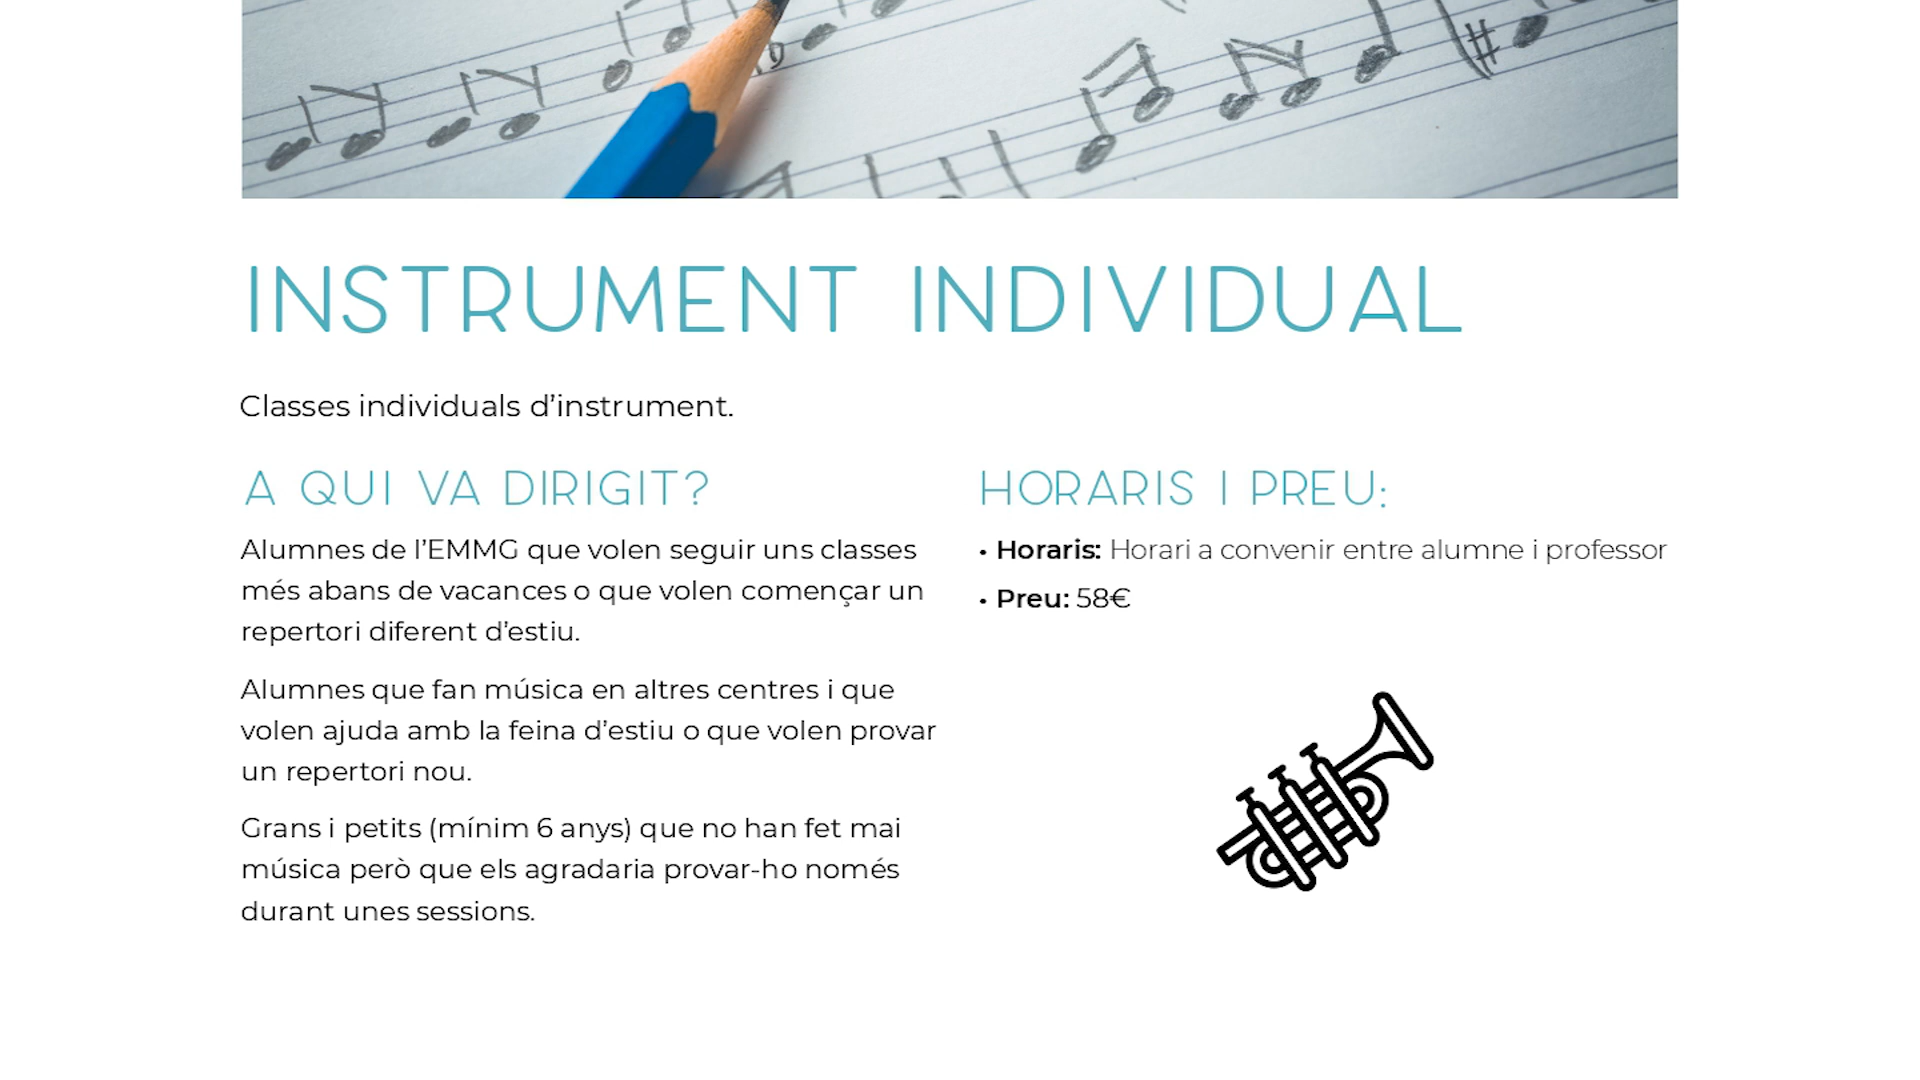 INSTRUMENT INDIVIDUAL
Classes individuals d’instrument.
A QUI VA DIRIGIT?
Alumnes de l’EMMG que volen seguir uns classes
més abans de vacances o que volen començar un
repertori diferent d’estiu.
Alumnes que fan música en altres centres i que
volen ajuda amb la feina d’estiu o que volen provar
un repertori nou.
Grans i petits (mínim 6 anys) que no han fet mai
música però que els agradaria provar-ho només
durant unes sessions.
HORARIS I PREU:
• Horaris: Horari a convenir entre alumne i professor
• Preu: 58€